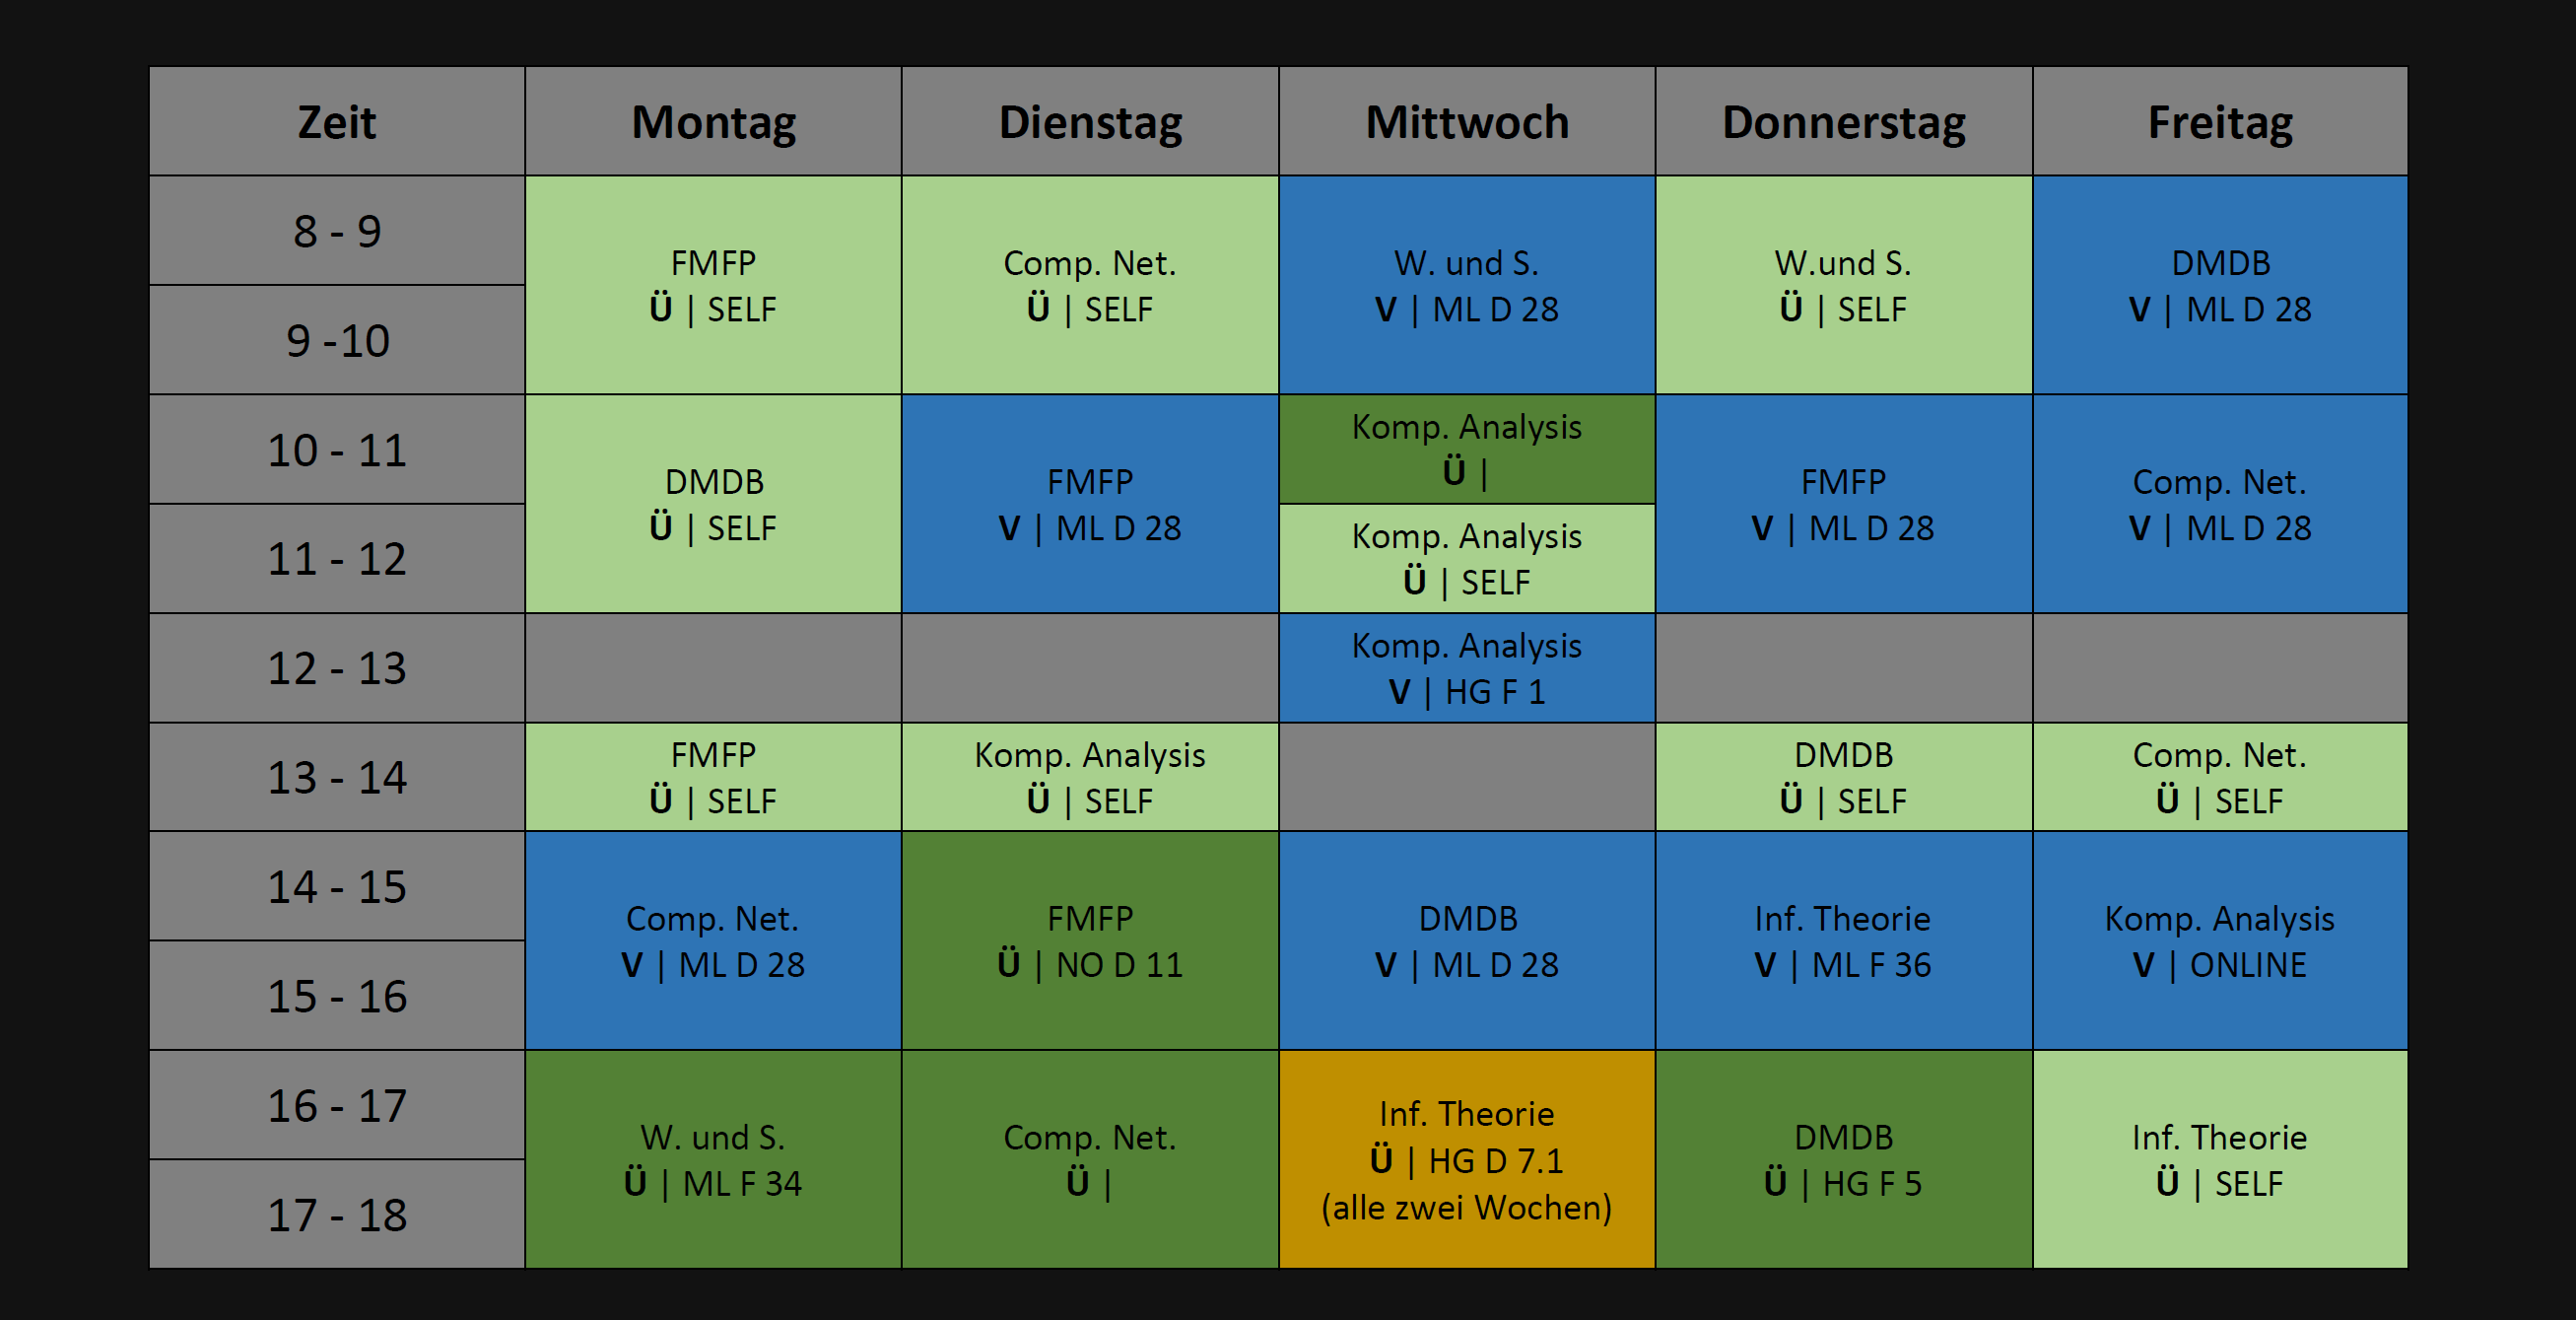 Zeit Montag Dienstag Mittwoch Donnerstag Freitag
8 - 9
FMFP Comp. Net. W. und S. W.und S. DMDB
Ü | SELF Ü | SELF V | ML D 28 Ü | SELF V | ML D 28
9 -10
10 - 11
Komp. Analysis
Ü |
DMDB FMFP FMFP Comp. Net.
Ü | SELF V | ML D 28 V | ML D 28 V | ML D 28
11 - 12
Komp. Analysis
Ü | SELF
12 - 13
Komp. Analysis
V | HG F 1
13 - 14
FMFP Komp. Analysis DMDB Comp. Net.
Ü | SELF Ü | SELF Ü | SELF Ü | SELF
14 - 15
Comp. Net. FMFP DMDB Inf. Theorie Komp. Analysis
V | ML D 28 Ü | NO D 11 V | ML D 28 V | ML F 36 V | ONLINE
15 - 16
16 - 17
W. und S. Comp. Net. Inf. Theorie DMDB Inf. Theorie
Ü | ML F 34 Ü | Ü | HG D 7.1 Ü | HG F 5 Ü | SELF
(alle zwei Wochen)
17 - 18